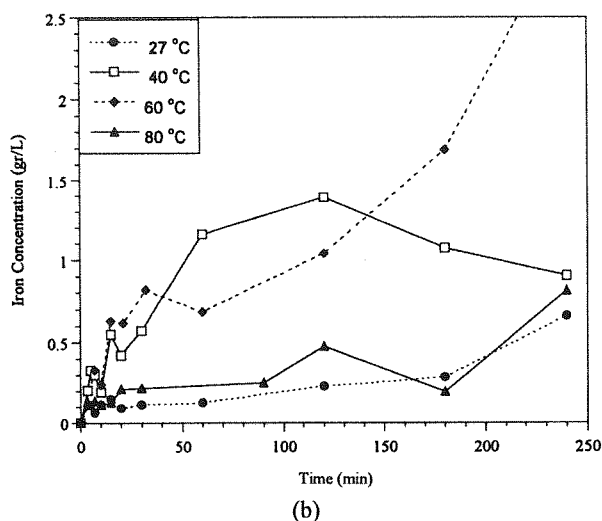 2.5
27 °C
40 °C
2
60 °C
80 °C
1.5
Iron Concentration (gr/L)
1
0.5
0
0 50 100 150 200 250
Time (min)
(b)